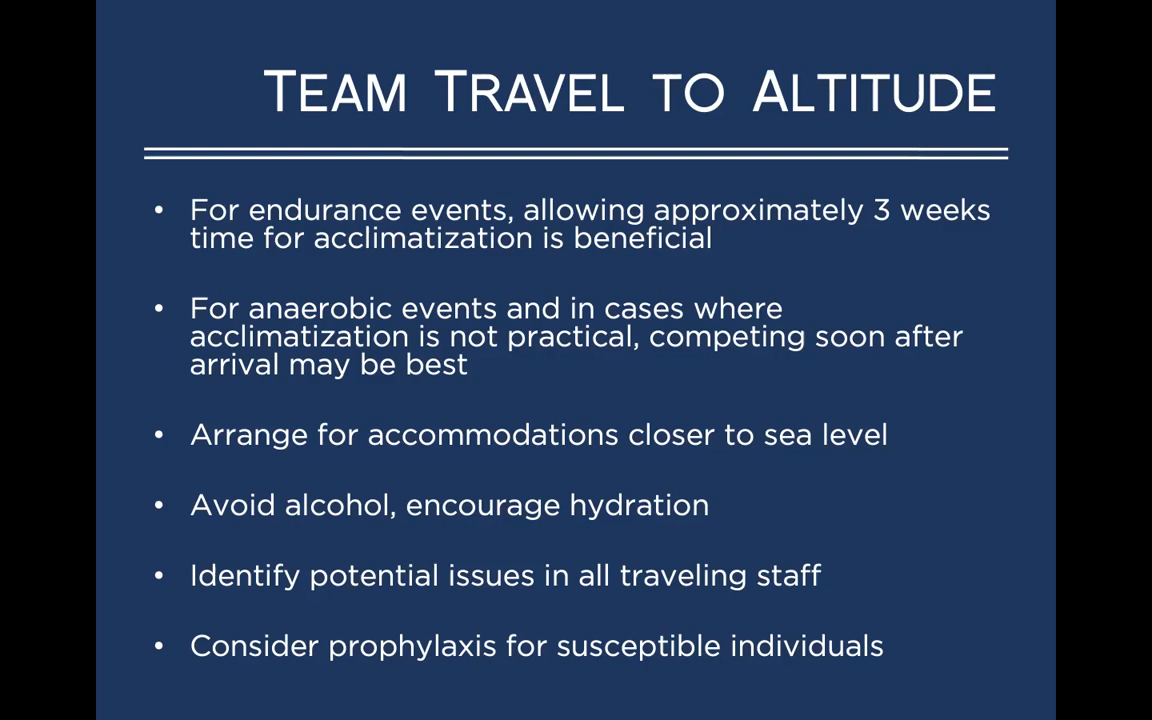 TEAM TRAVEL TO ALTITUDE
• For endurance events, allowing approximately 3 weeks
time for acclimatization is beneficial
• For anaerobic events and in cases where
acclimatization is not practical, competing soon after
arrival may be best
• Arrange for accommodations closer to sea level
• Avoid alcohol, encourage hydration
• Identify potential issues in all traveling staff
• Consider prophylaxis for susceptible individuals